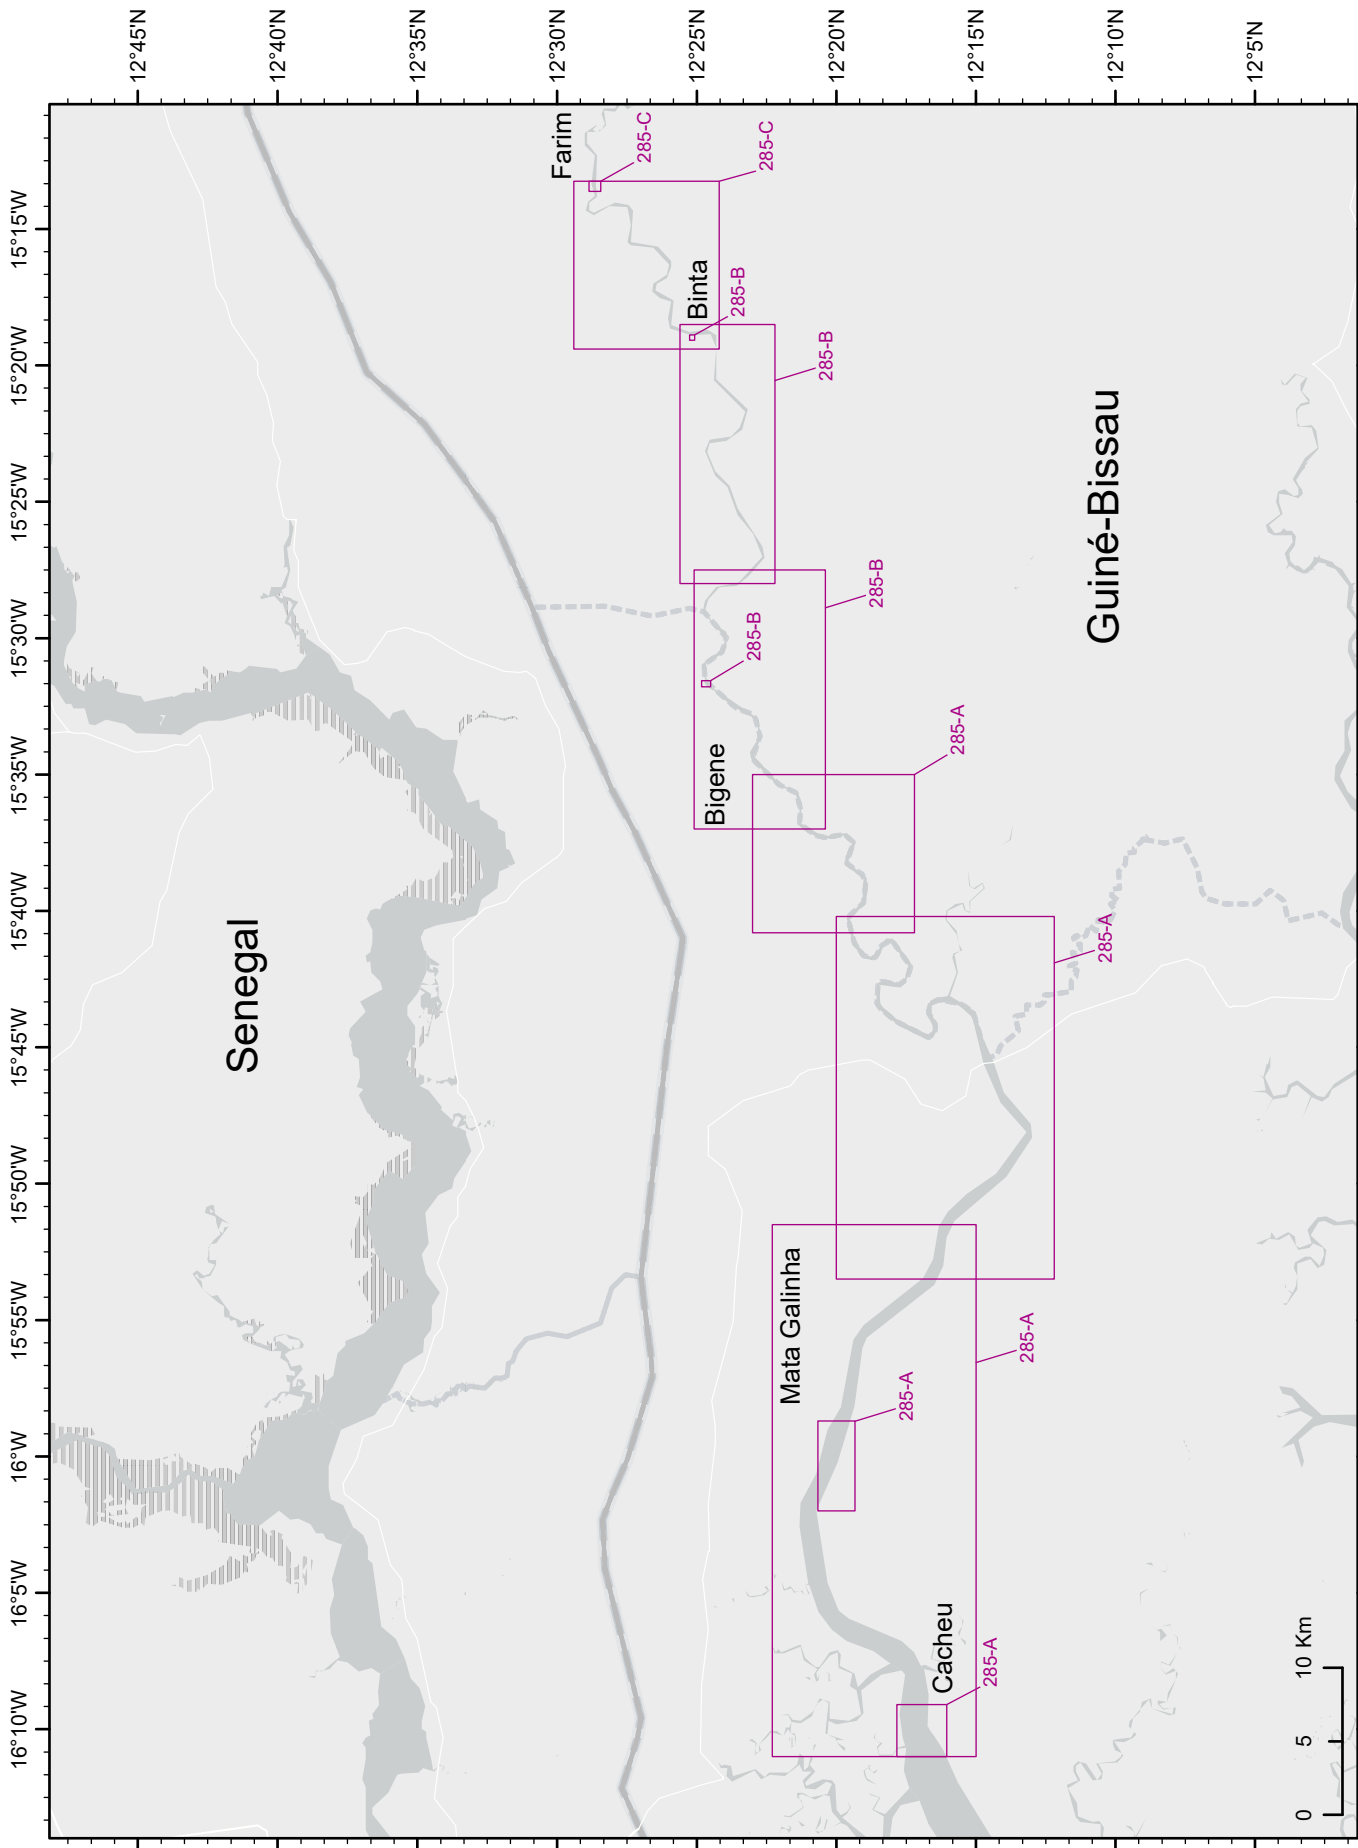 16°10'W
16°5'W
16°W
15°55'W
15°50'W
15°45'W
15°40'W
15°35'W
15°30'W
15°25'W
15°20'W
15°15'W
12°45'N
12°40'N
12°35'N
12°30'N
12°25'N
12°20'N
12°15'N
12°10'N
12°5'N
Senegal
Farim
285-C
Binta
Bigene
285-B
285-B
285-C
Mata Galinha
285-B
285-B
285-A
Cacheu
285-A
285-A
285-A
285-A
Guiné-Bissau
0 5 10 Km